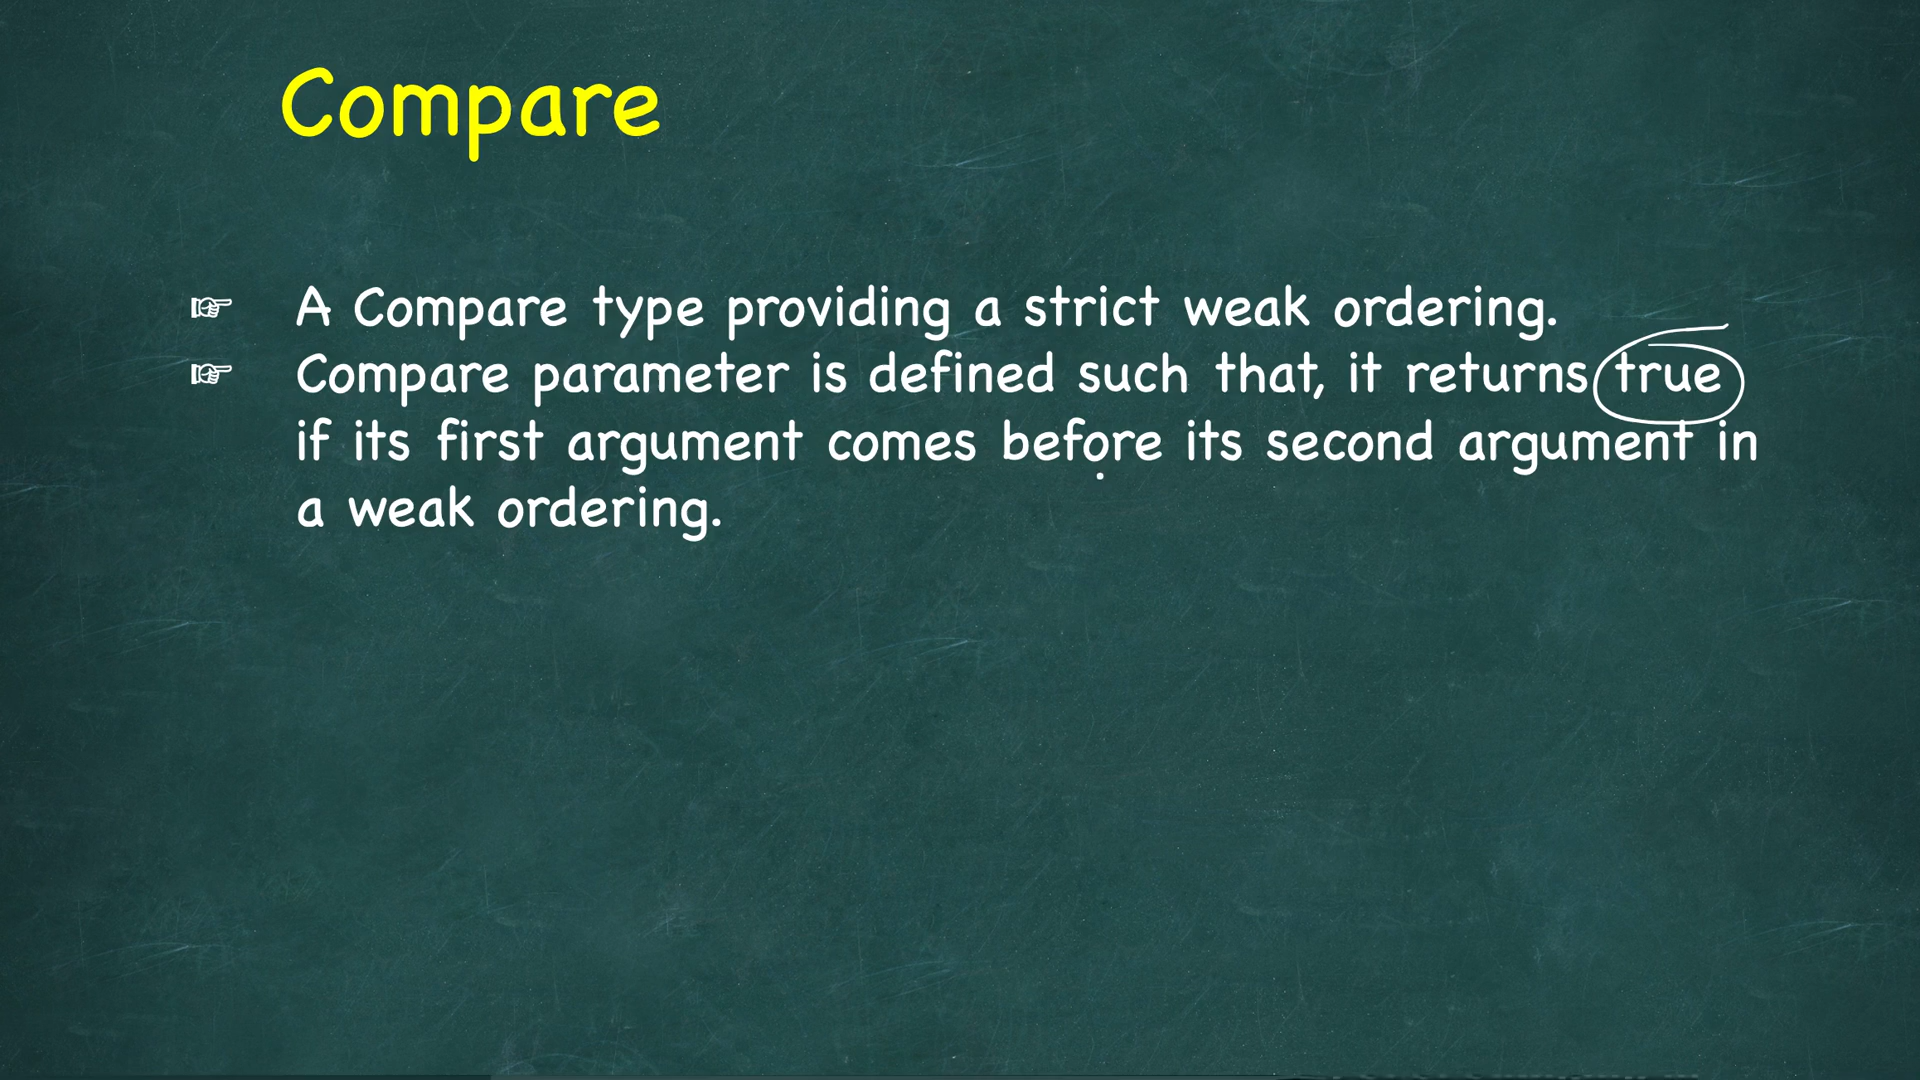 Compare
A Compare type providing a strict weak ordering.
Compare parameter is defined such that, it returns true
if its first argument comes before its second argument in
a weak ordering.